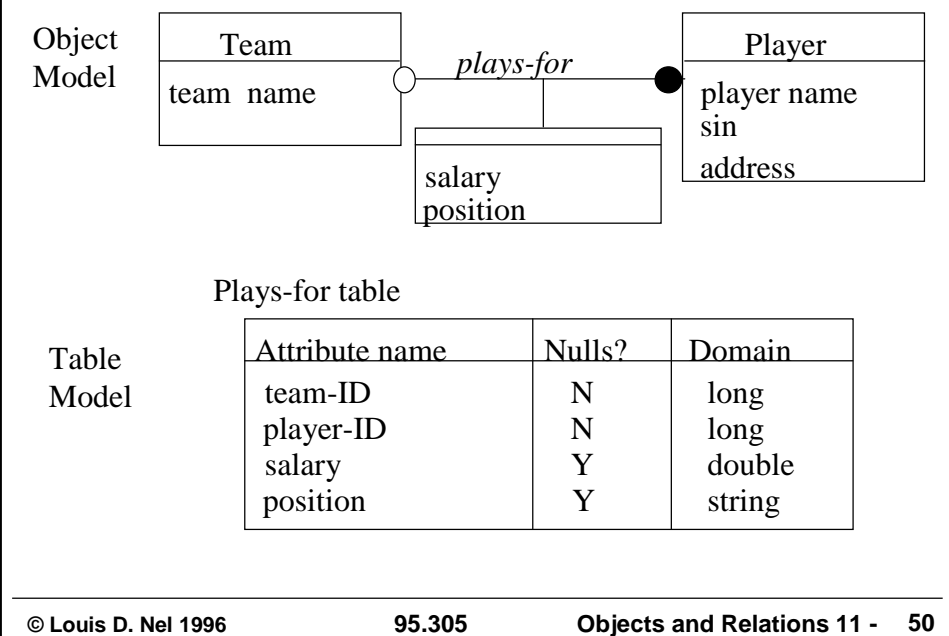 Object
Model
Team
team name
plays-for
Player
player name
sin
address
salary
position
Plays-for table
Table
Model
Attribute name Nulls? Domain
team-ID N long
player-ID N long
salary Y double
position Y string
© Louis D. Nel 1996 95.305 Objects and Relations 11 - 50